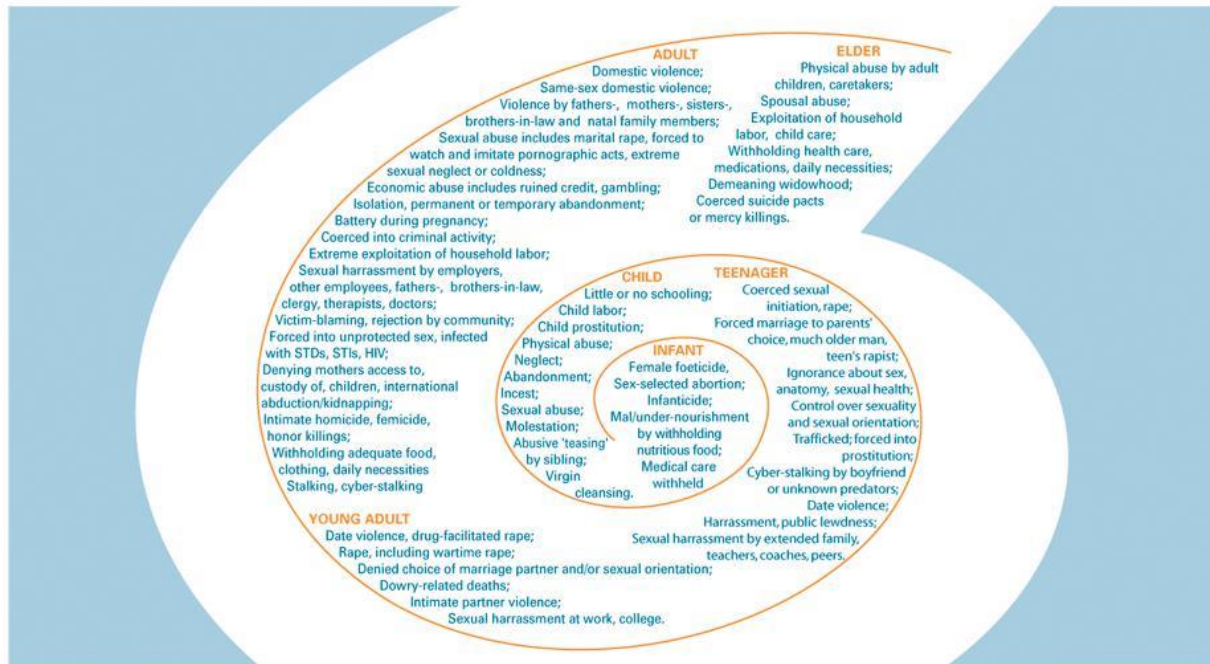 ADULT
Domestic violence;
Same-sex domestic violence;
Violence by fathers-, mothers-, sisters-,
brothers-in-law and natal family members;
Sexual abuse includes marital rape, forced to
watch and imitate pornographic acts, extreme
sexual neglect or coldness;
Economic abuse includes ruined credit, gambling;
Isolation, permanent or temporary abandonment;
Battery during pregnancy;
Coerced into criminal activity;
Extreme exploitation of household labor;
Sexual harrassment by employers,
other employees, fathers-, brothers-in-law,
clergy, therapists, doctors;
Victim-blaming, rejection by community;
Forced into unprotected sex, infected
with STDs, STIs, HIV;
Denying mothers access to,
custody of, children, international
abduction/kidnapping;
Intimate homicide, femicide,
honor killings;
Withholding adequate food,
clothing, daily necessities
Stalking, cyber-stalking
ELDER
Physical abuse by adult
children, caretakers;
Spousal abuse;
Exploitation of household
labor, child care;
Withholding health care,
medications, daily necessities;
Demeaning widowhood;
Coerced suicide pacts
or mercy killings.
CHILD
Little or no schooling;
Child labor;
Child prostitution;
Physical abuse;
Neglect;
Abandonment;
Incest;
Sexual abuse;
Molestation;
Abusive 'teasing'
by sibling;
Virgin
cleansing.
INFANT
Female foeticide,
Sex-selected abortion;
Infanticide;
Mal/under-nourishment
by withholding
nutritious food;
Medical care
withheld
TEENAGER
Coerced sexual
initiation, rape;
Forced marriage to parents'
choice, much older man,
teen's rapist;
Ignorance about sex,
anatomy, sexual health;
Control over sexuality
and sexual orientation;
Trafficked; forced into
prostitution;
Cyber-stalking by boyfriend
or unknown predators;
Date violence;
Harrassment, public lewdness;
Sexual harrassment by extended family,
teachers, coaches, peers.
YOUNG ADULT
Date violence, drug-facilitated rape;
Rape, including wartime rape;
Denied choice of marriage partner and/or sexual orientation;
Dowry-related deaths;
Intimate partner violence;
Sexual harrassment at work, college.